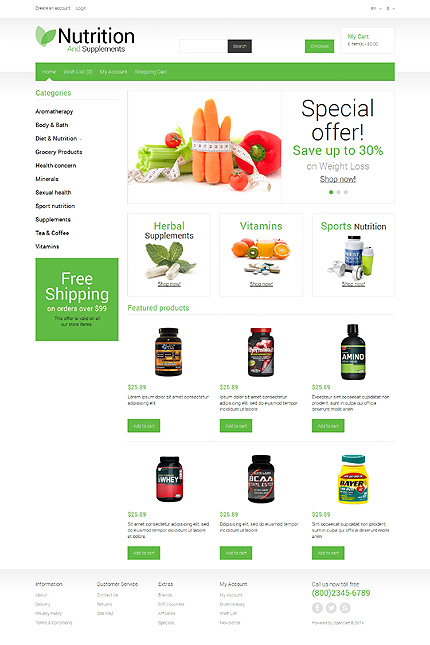 Create an account Login
EN $
Nutrition
And Supplements
Search
Checkout
My Cart:
0 item(s) - $0.00
Home Wish List (0) My Account Shopping Cart
Categories
Aromatherapy
Body & Bath
Diet & Nutrition
Grocery Products
Health concern
Minerals
Sexual health
Sport nutrition
Supplements
Tea & Coffee
Vitamins
Special
offer!
Save up to 30%
on Weight Loss
Shop now!
Free
Shipping
on orders over $99
This offer is valid on all
our store items.
Herbal
Supplements
Shop now!
Vitamins
Shop now!
Sports Nutrition
Shop now!
Featured products
AMINO
$25.89
Lorem ipsum dolor sit amet consectetur
adipisicing elit
Add to cart
$25.89
Ipsum dolor sit amet consectetur
adipisicing elit, sed do eiusmod tempor
incididunt ut labore
Add to cart
$25.89
Excepteur sint occaecat cupidatat non
proident, sunt in culpa qui officia
deserunt mollit anim
Add to cart
WHEY
BCAA
BAYER
$25.89
Sit amet consectetur adipisicing elit, sed
do eiusmod tempor incididunt ut labore
et dolore
Add to cart
$25.89
Adipisicing elit, sed do eiusmod tempor
incididunt ut labore
Add to cart
$25.89
Sint occaecat cupidatat non proident,
sunt in culpa qui officia deserunt mollit
anim
Add to cart
Information
About
Delivery
Privacy Policy
Terms & Conditions
Customer Service
Contact Us
Returns
Site Map
Extras
Brands
Gift Vouchers
Affiliates
Specials
My Account
My Account
Order History
Wish List
Newsletter
Call us now toll free:
(800)2345-6789
Powered By OpenCart © 2014